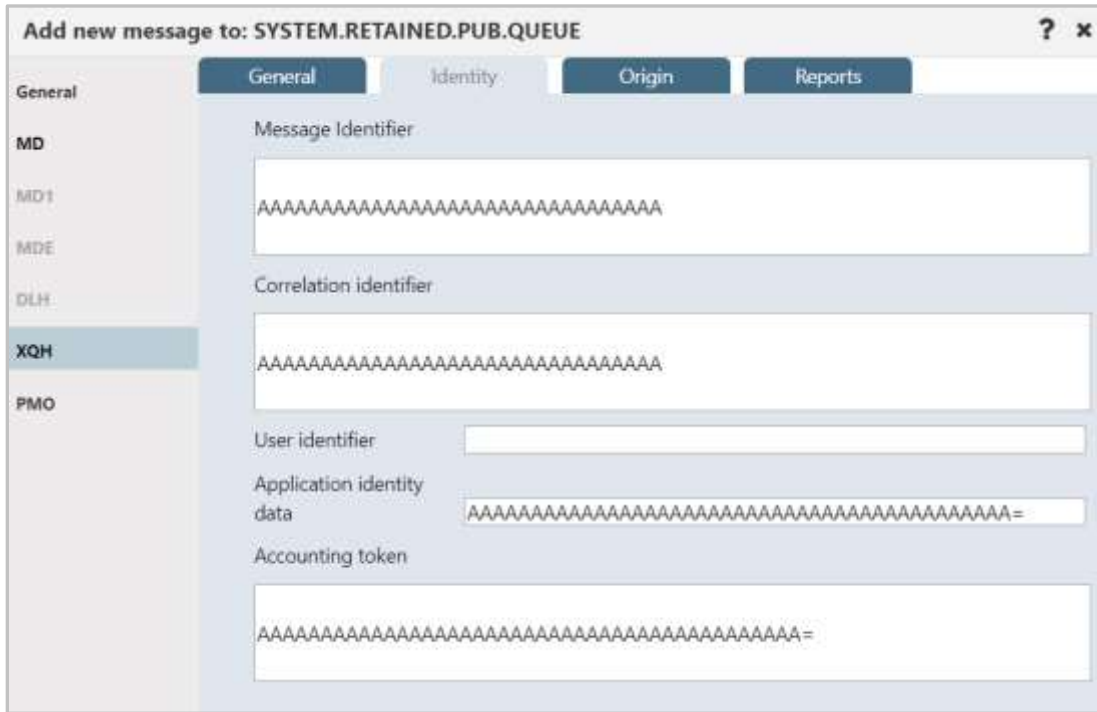 Add new message to: SYSTEM.RETAINED.PUB.QUEUE ? ×
General
MD
MD1
MDE
DLH
XQH
PMO
General Identity Origin Reports
Message Identifier
AAAAAAAAAAAAAAAAAAAAAAAAAAAAAAAA
Correlation identifier
AAAAAAAAAAAAAAAAAAAAAAAAAAAAAAAA
User identifier
Application identity
data AAAAAAAAAAAAAAAAAAAAAAAAAAAAAAAAAAAAAAAAAAA=
Accounting token
AAAAAAAAAAAAAAAAAAAAAAAAAAAAAAAAAAAAAAAAAAA=